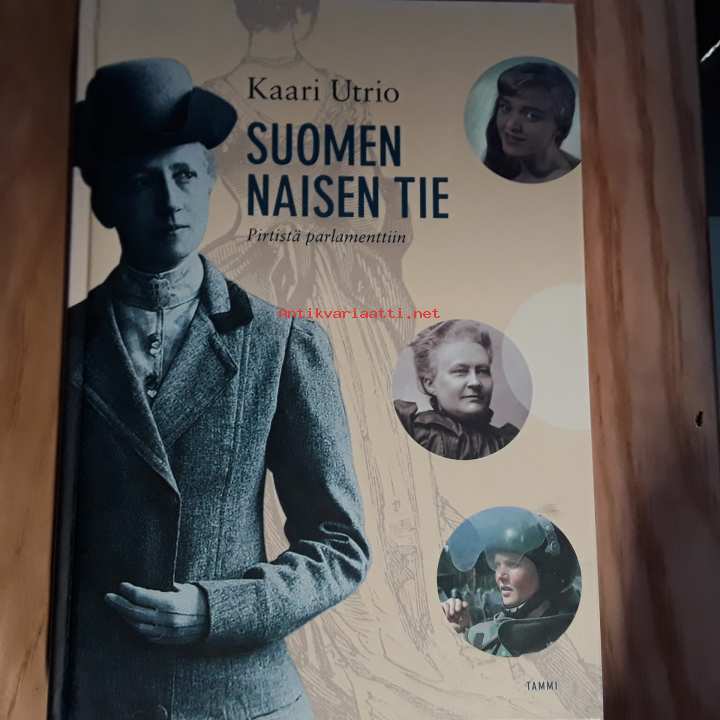 Kaari Utrio
SUOMEN
NAISEN TIE
Pirtistä parlamenttiin
Antikvariaatti.net
TAMMI